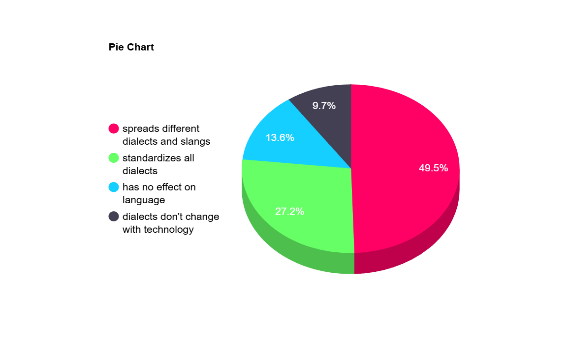 Pie Chart
spreads different
dialects and slangs
standardizes all
dialects
has no effect on
language
dialects don't change
with technology
9.7%
13.6%
49.5%
27.2%